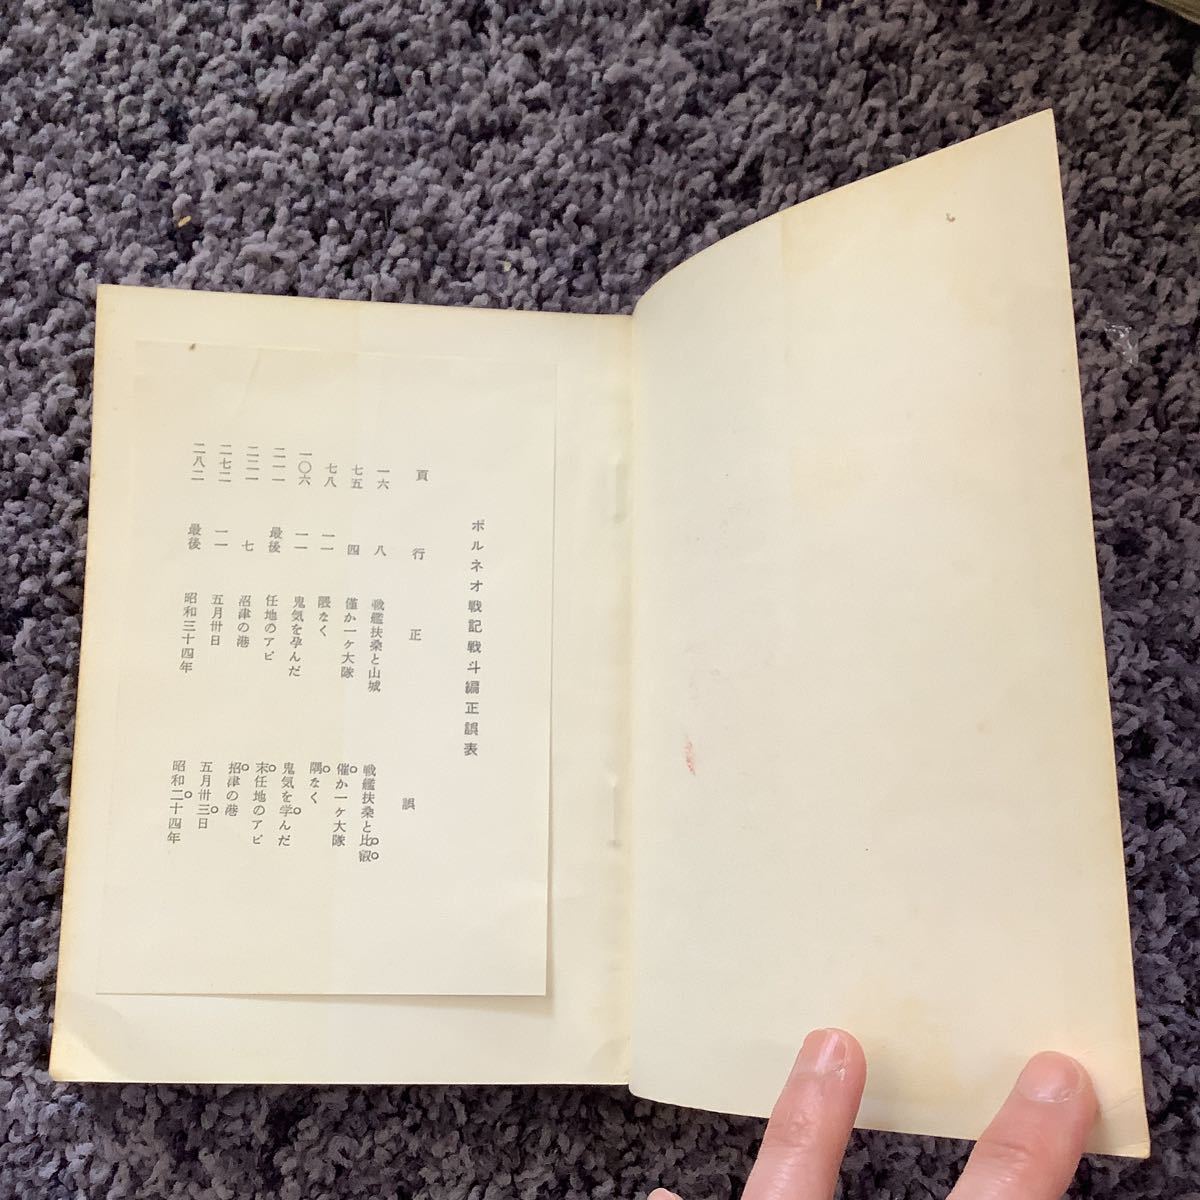 ボルネオ戦記戦斗編正誤表
頁 行 正 誤
一六 八 戦艦扶桑と山城 戦艦扶桑と比叡
七五 四 僅か一ケ大隊 催か一ケ大隊
七八 一一 隈なく 隅なく
一〇六 一一 鬼気を孕んだ 鬼気を学んだ
二一一 最後 任地のアピ 末任地のアピ
二二一 七 沼津の港 招津の港
二七二 一一 五月卅日 五月卅三日
二八二 最後 昭和三十四年 昭和二十四年